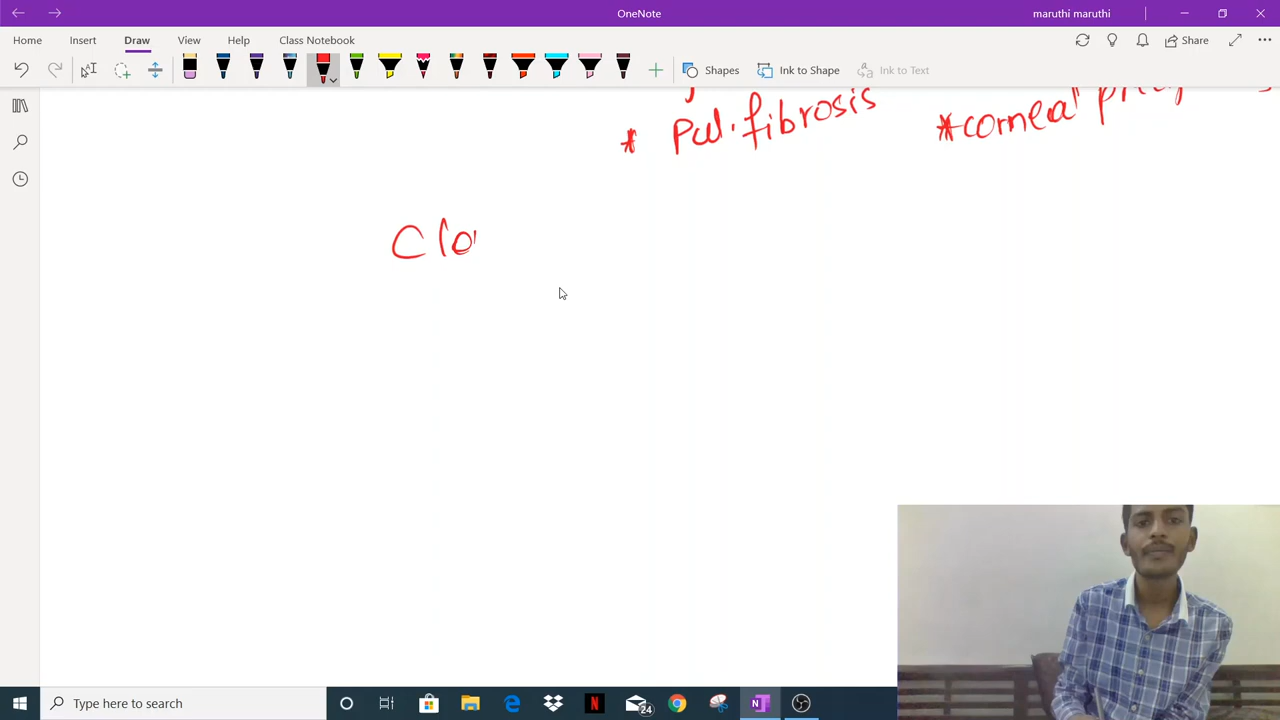 OneNote
maruthi maruthi
Home Insert Draw View Help Class Notebook
Share
Shapes Ink to Shape Ink to Text
* Pul. fibrosis
*corneal
Clo
Type here to search
24